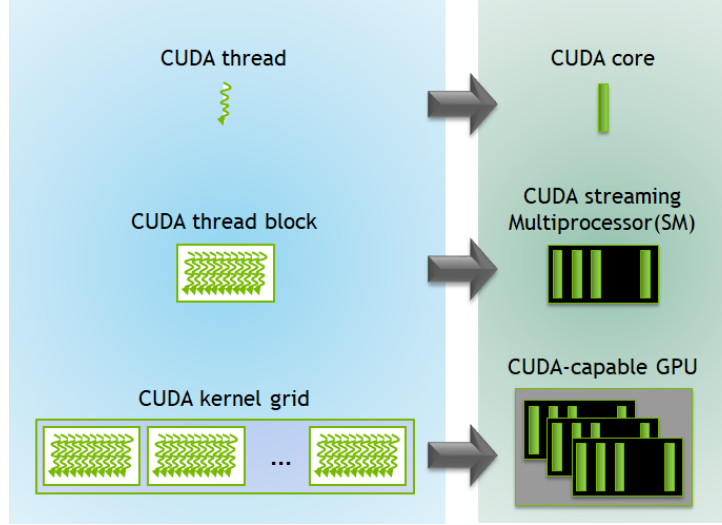 CUDA thread
CUDA core
CUDA thread block
CUDA streaming
Multiprocessor(SM)
CUDA kernel grid
...
CUDA-capable GPU